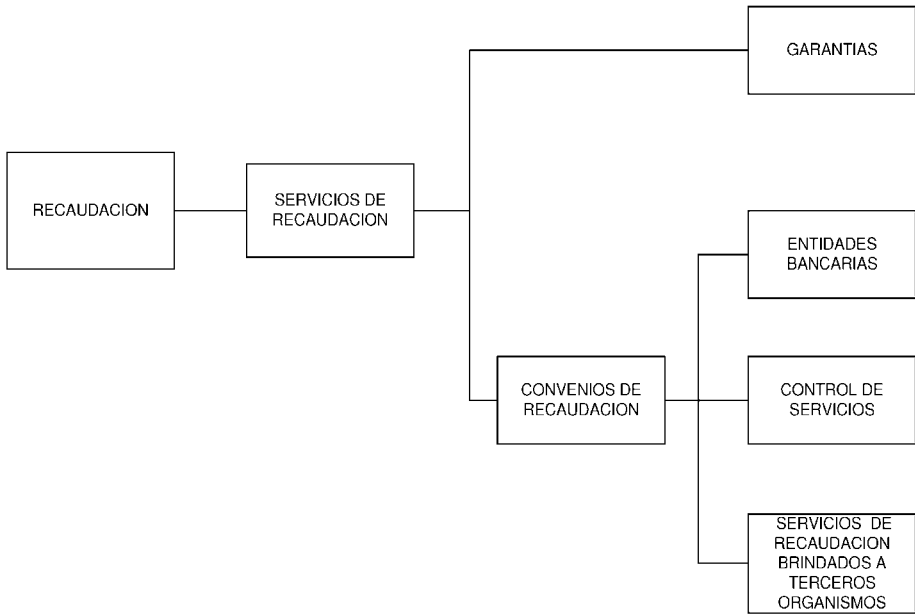 GARANTIAS
RECAUDACION
SERVICIOS DE
RECAUDACION
ENTIDADES
BANCARIAS
CONVENIOS DE
RECAUDACION
CONTROL DE
SERVICIOS
SERVICIOS DE
RECAUDACION
BRINDADOS A
TERCEROS
ORGANISMOS